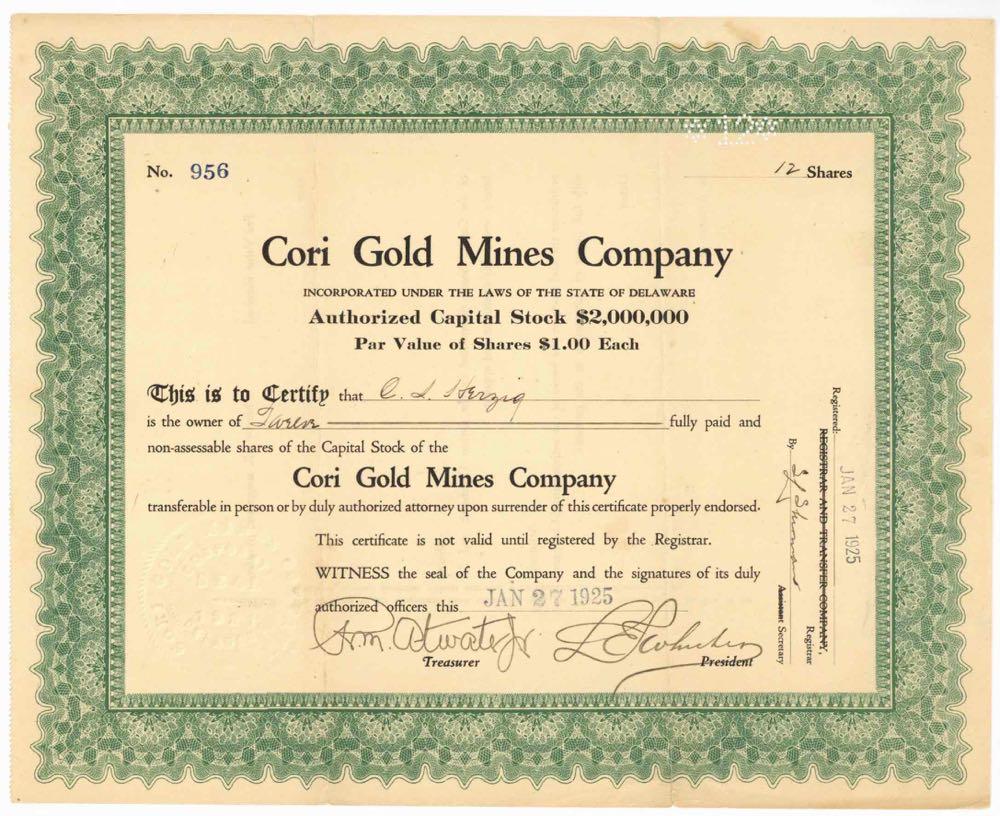 *12*
No. 956
12 Shares
Cori Gold Mines Company
INCORPORATED UNDER THE LAWS OF THE STATE OF DELAWARE
Authorized Capital Stock $2,000,000
Par Value of Shares $1.00 Each
This is to Certify that C. S. Herzig
is the owner of Twelve fully paid and
non-assessable shares of the Capital Stock of the
Cori Gold Mines Company
transferable in person or by duly authorized attorney upon surrender of this certificate properly endorsed.
This certificate is not valid until registered by the Registrar.
WITNESS the seal of the Company and the signatures of its duly
authorized officers this JAN 27 1925
H.M. Atwater Jr.
Treasurer
President
Registered: JAN 27 1925
REGISTRAR AND TRANSFER COMPANY,
Registrar
By
Assistant Secretary